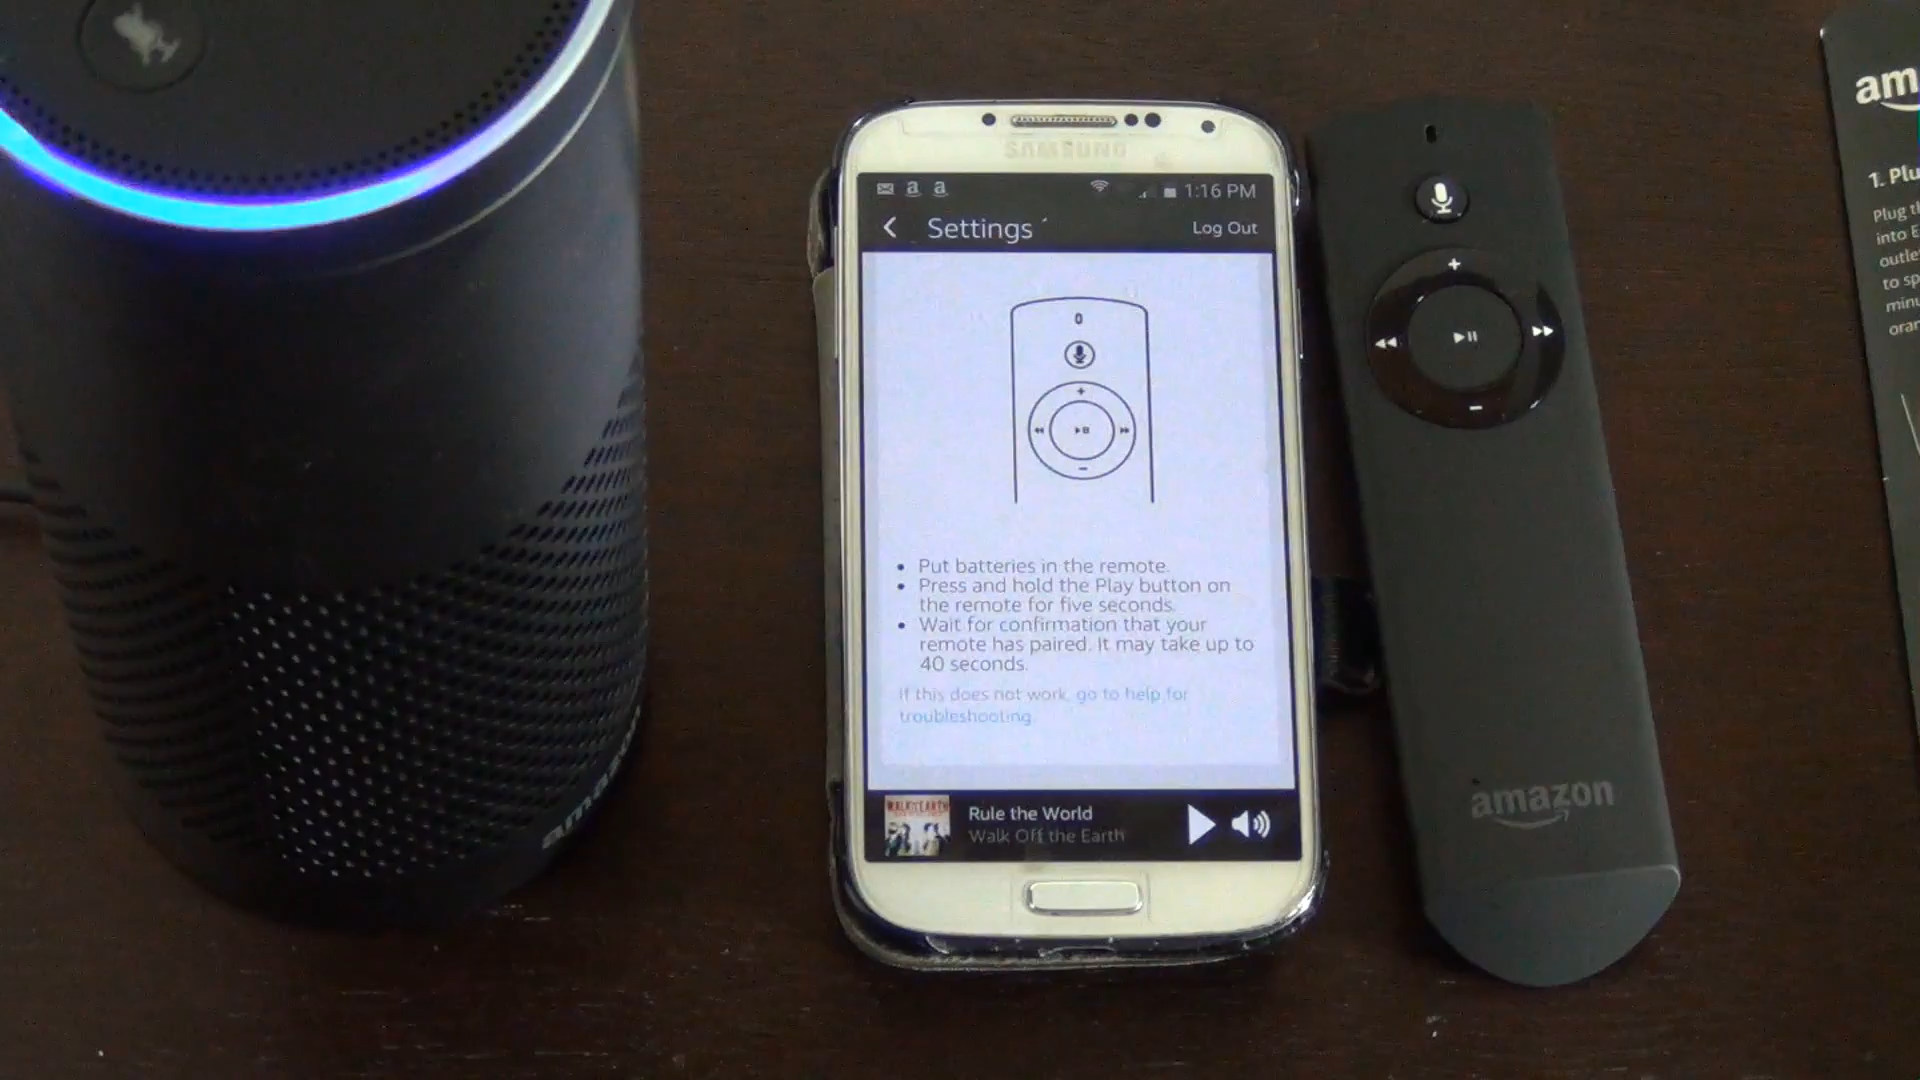 SAMSUNG
a a 1:16 PM
Settings
Log Out
Put batteries in the remote.
Press and hold the Play button on
the remote for five seconds.
Wait for confirmation that your
remote has paired. It may take up to
40 seconds.
If this does not work, go to help for
troubleshooting.
Rule the World
Walk Off the Earth
amazon
am
1. Plu
Plug
into E
outle
to sp
minu
oran